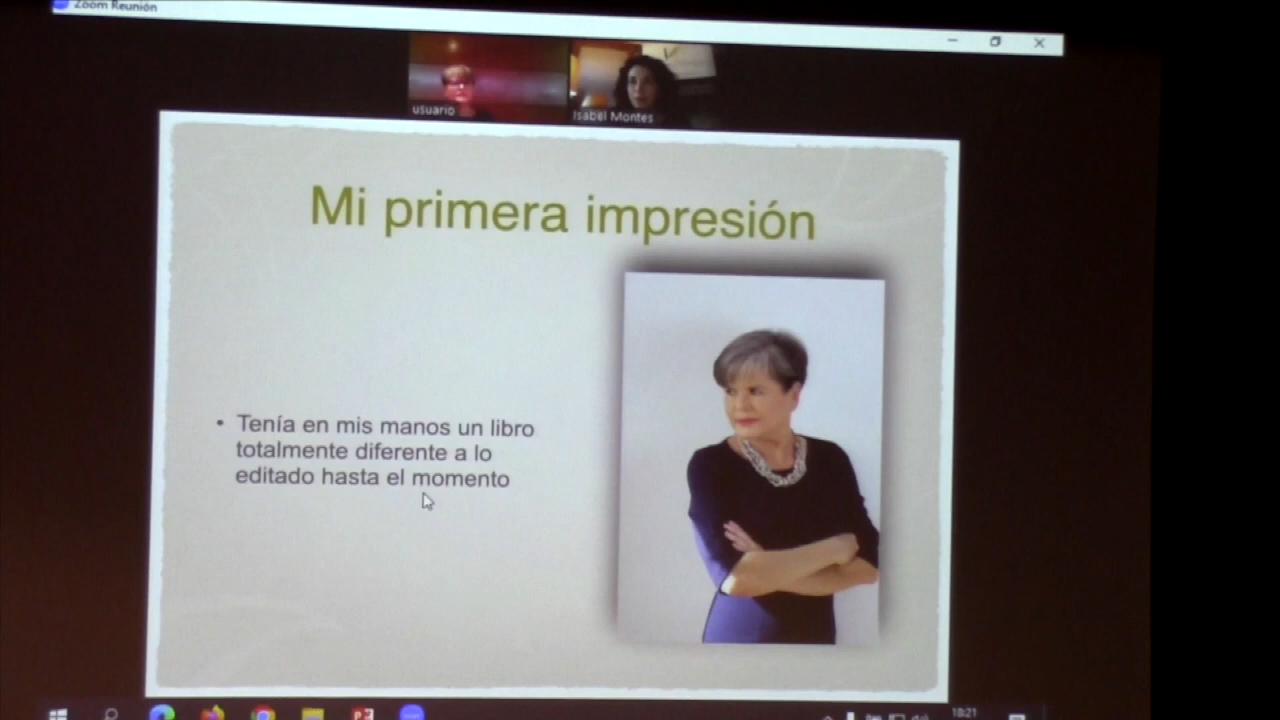 Zoom Reunión
usuario
Isabel Montes
Mi primera impresión
• Tenía en mis manos un libro
totalmente diferente a lo
editado hasta el momento
18:21